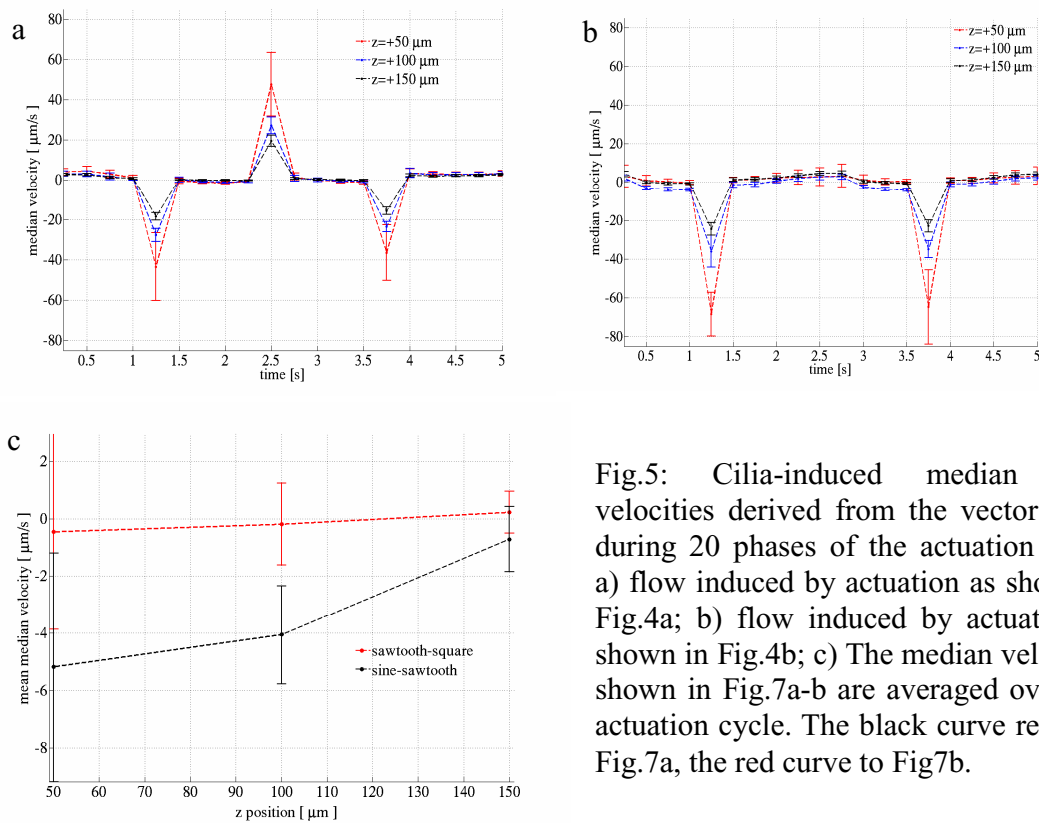 a
80
60
40
20
0
-20
-40
-60
-80
median velocity [ µm/s ]
z=+50 µm
z=+100 µm
z=+150 µm
0.5 1 1.5 2 2.5 3 3.5 4 4.5 5
time [s]
b
80
60
40
20
0
-20
-40
-60
-80
median velocity [ µm/s ]
z=+50 µm
z=+100 µm
z=+150 µm
0.5 1 1.5 2 2.5 3 3.5 4 4.5 5
time [s]
c
2
0
-2
-4
-6
-8
mean median velocity [ µm/s ]
sawtooth-square
sine-sawtooth
50 60 70 80 90 100 110 120 130 140 150
z position [ µm ]
Fig.5: Cilia-induced median
velocities derived from the vector
during 20 phases of the actuation
a) flow induced by actuation as sho
Fig.4a; b) flow induced by actuat
shown in Fig.4b; c) The median vel
shown in Fig.7a-b are averaged ov
actuation cycle. The black curve re
Fig.7a, the red curve to Fig7b.